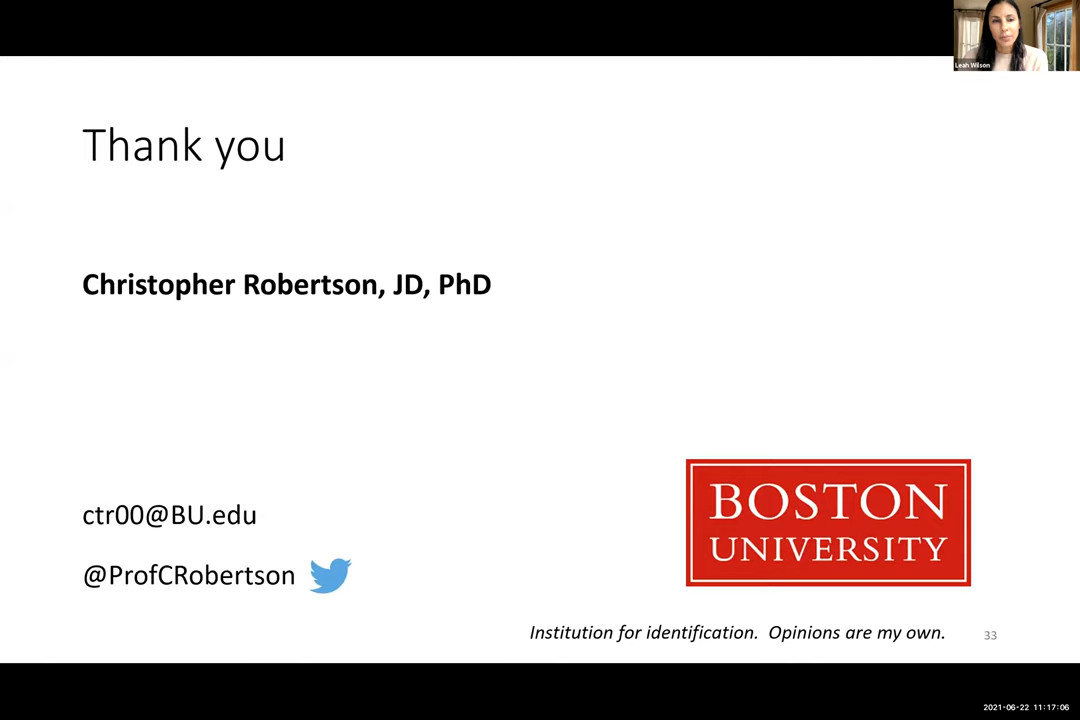 Leah Wilson
Thank you
Christopher Robertson, JD, PhD
ctr00@BU.edu
@ProfCRobertson
BOSTON
UNIVERSITY
Institution for identification.  Opinions are my own.
33
2021-06-22 11:17:06